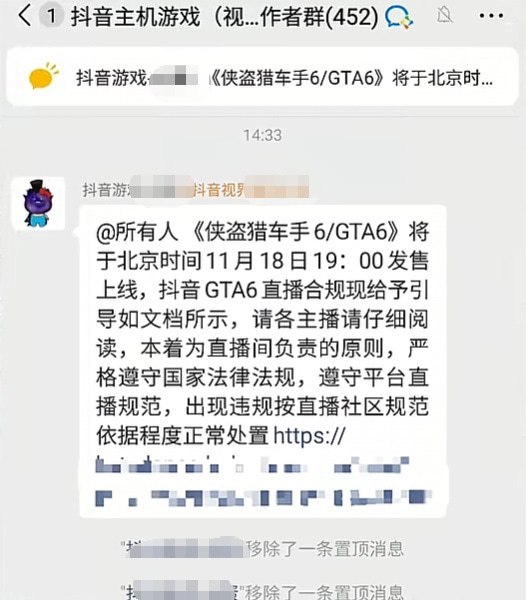 1 抖音主机游戏（视...作者群(452)
抖音游戏 《侠盗猎车手6/GTA6》将于北京时...
14:33
抖音游 抖音视界
@所有人 《侠盗猎车手6/GTA6》将
于北京时间11月18日19：00发售
上线，抖音GTA6直播合规现给予引
导如文档所示，请各主播请仔细阅
读，本着为直播间负责的原则，严
格遵守国家法律法规，遵守平台直
播规范，出现违规按直播社区规范
依据程度正常处置https://
"抖 移除了一条置顶消息
"抖 "移除了一条置顶消息